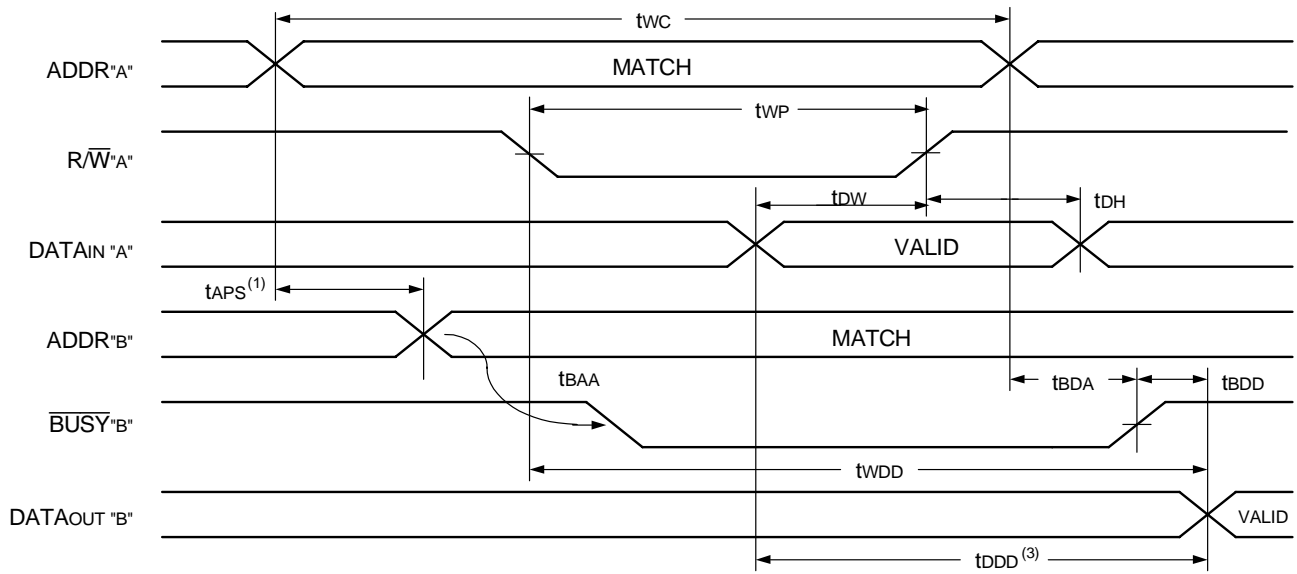 tWC
ADDR"A" MATCH
tWP
R/W̅"A"
tDW tDH
DATAIN "A" VALID
tAPS(1)
ADDR"B" MATCH
tBAA tBDA tBDD
B̅U̅S̅Y̅"B"
tWDD
DATAOUT "B" VALID
tDDD(3)